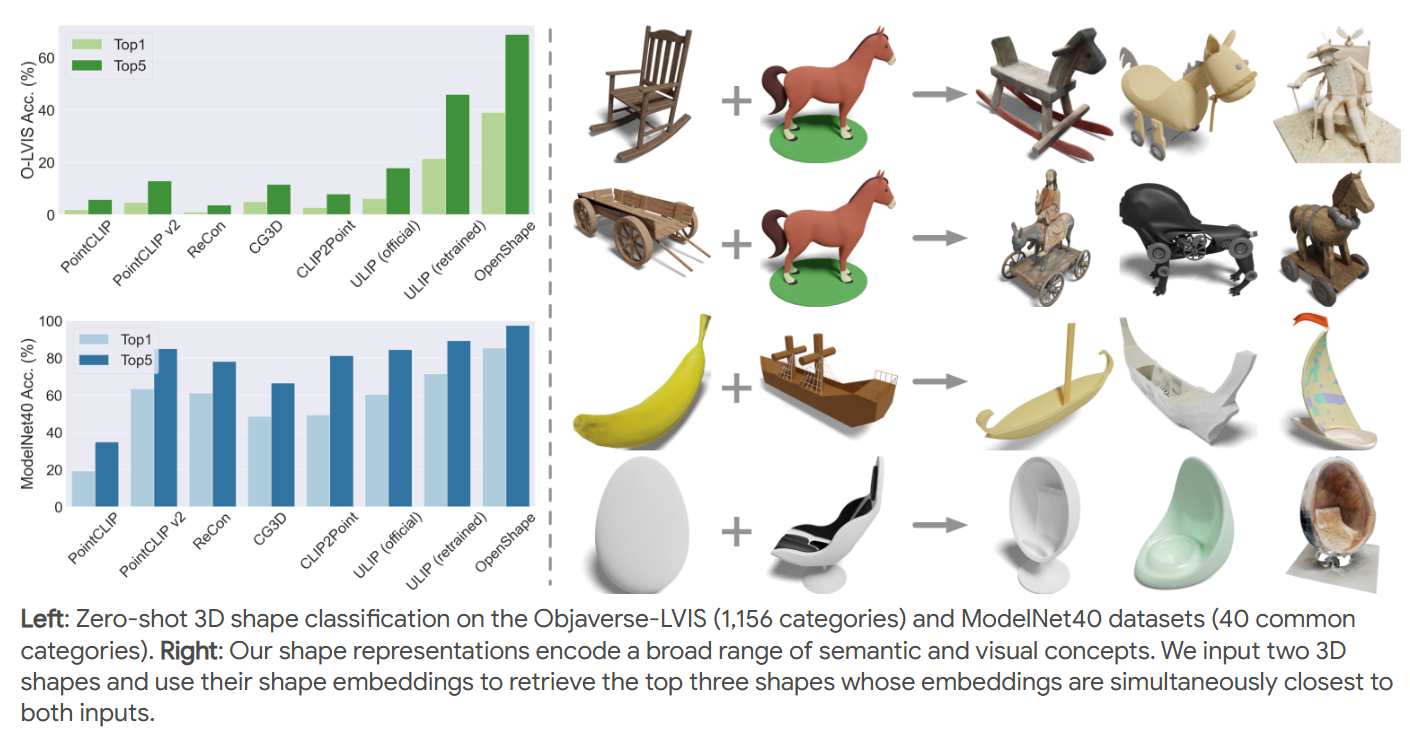 O-LVIS Acc. (%)
60
40
20
0
Top1
Top5
PointCLIP
PointCLIP v2
ReCon
CG3D
CLIP2Point
ULIP (official)
ULIP (retrained)
OpenShape
ModelNet40 Acc. (%)
100
80
60
40
20
0
Top1
Top5
PointCLIP
PointCLIP v2
ReCon
CG3D
CLIP2Point
ULIP (official)
ULIP (retrained)
OpenShape
+
+
+
+
Left: Zero-shot 3D shape classification on the Objaverse-LVIS (1,156 categories) and ModelNet40 datasets (40 common
categories). Right: Our shape representations encode a broad range of semantic and visual concepts. We input two 3D
shapes and use their shape embeddings to retrieve the top three shapes whose embeddings are simultaneously closest to
both inputs.